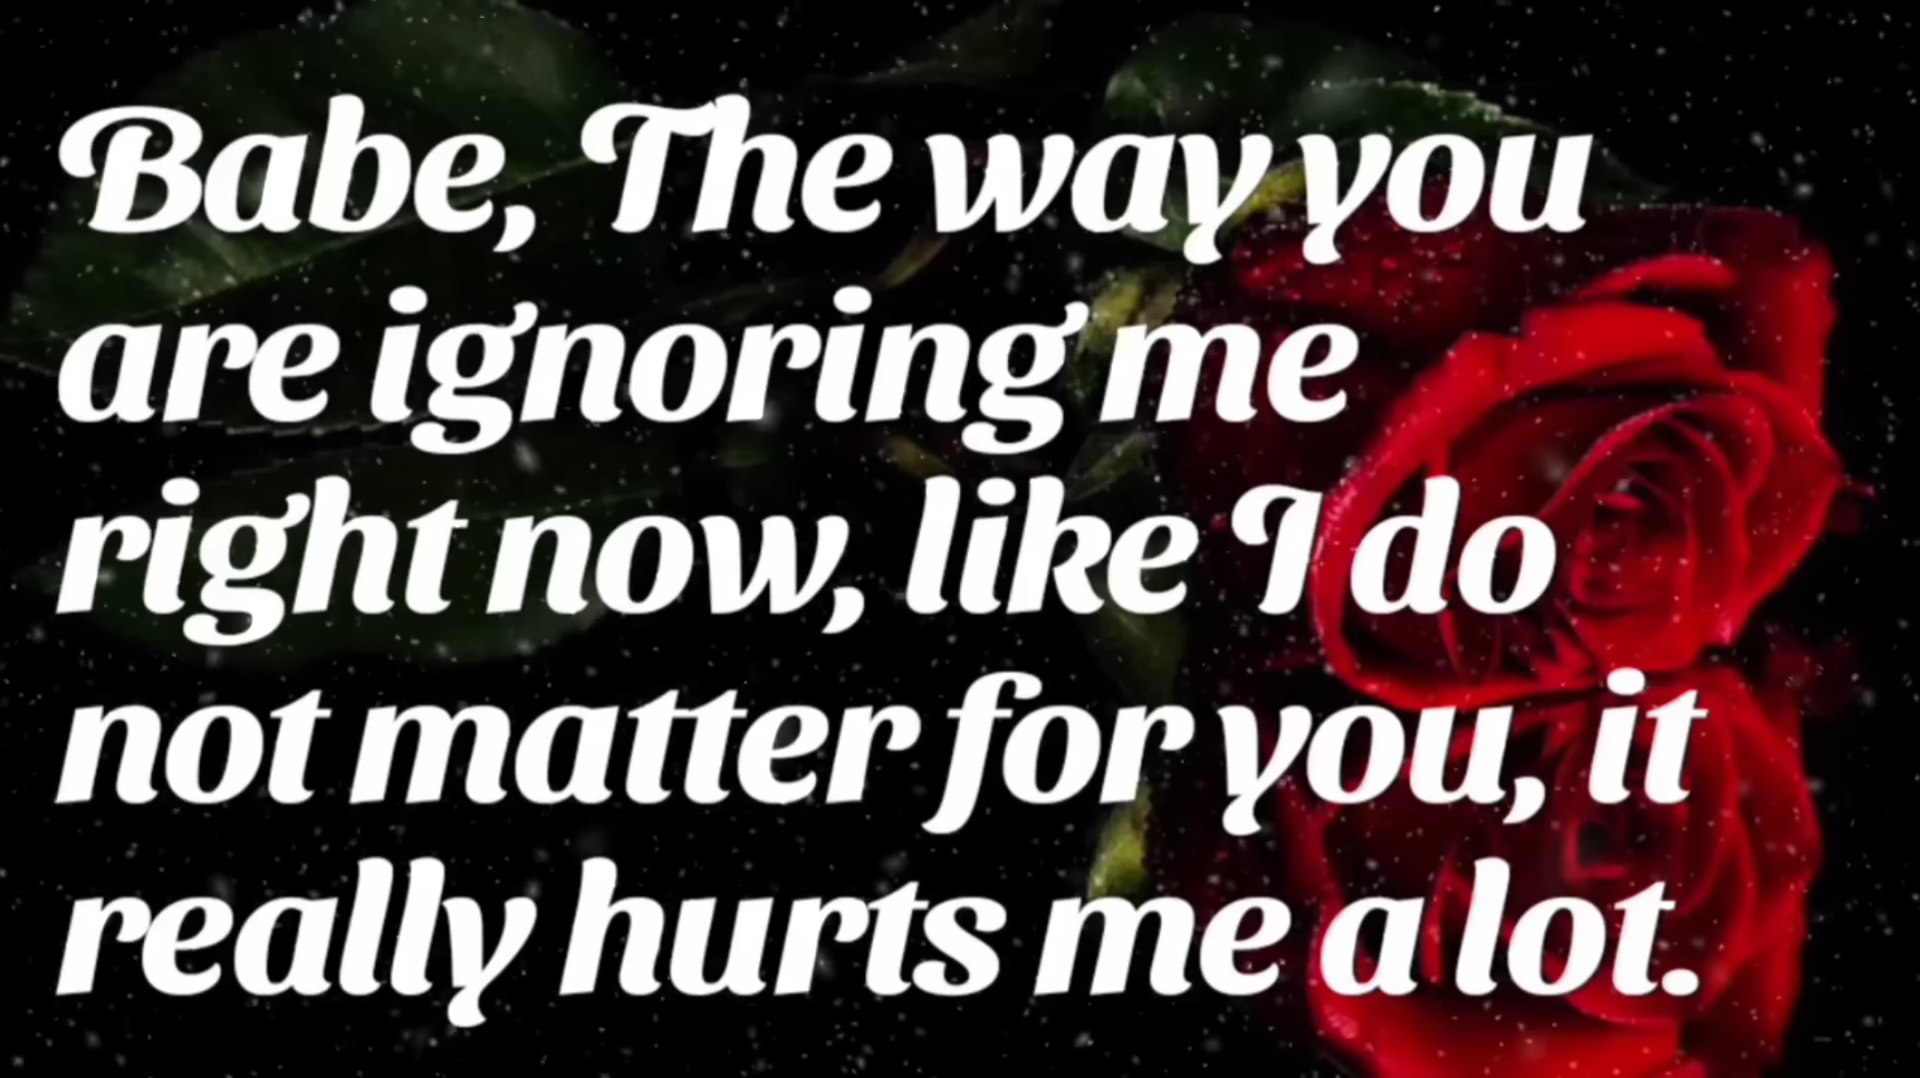 Babe, The way you
are ignoring me
right now, like I do
not matter for you, it
really hurts me a lot.